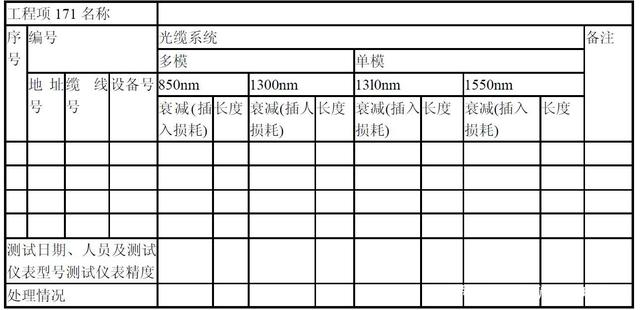 工程项 171 名称
序号 编号 光缆系统 备注
多模 单模
地址号 缆线号 设备号 850nm 1300nm 13l0nm 1550nm
衰减(插入损耗) 长度 衰减(插人损耗) 长度 衰减(插入损耗) 长度 衰减(插入损耗) 长度
测试日期、人员及测试
仪表型号测试仪表精度
处理情况